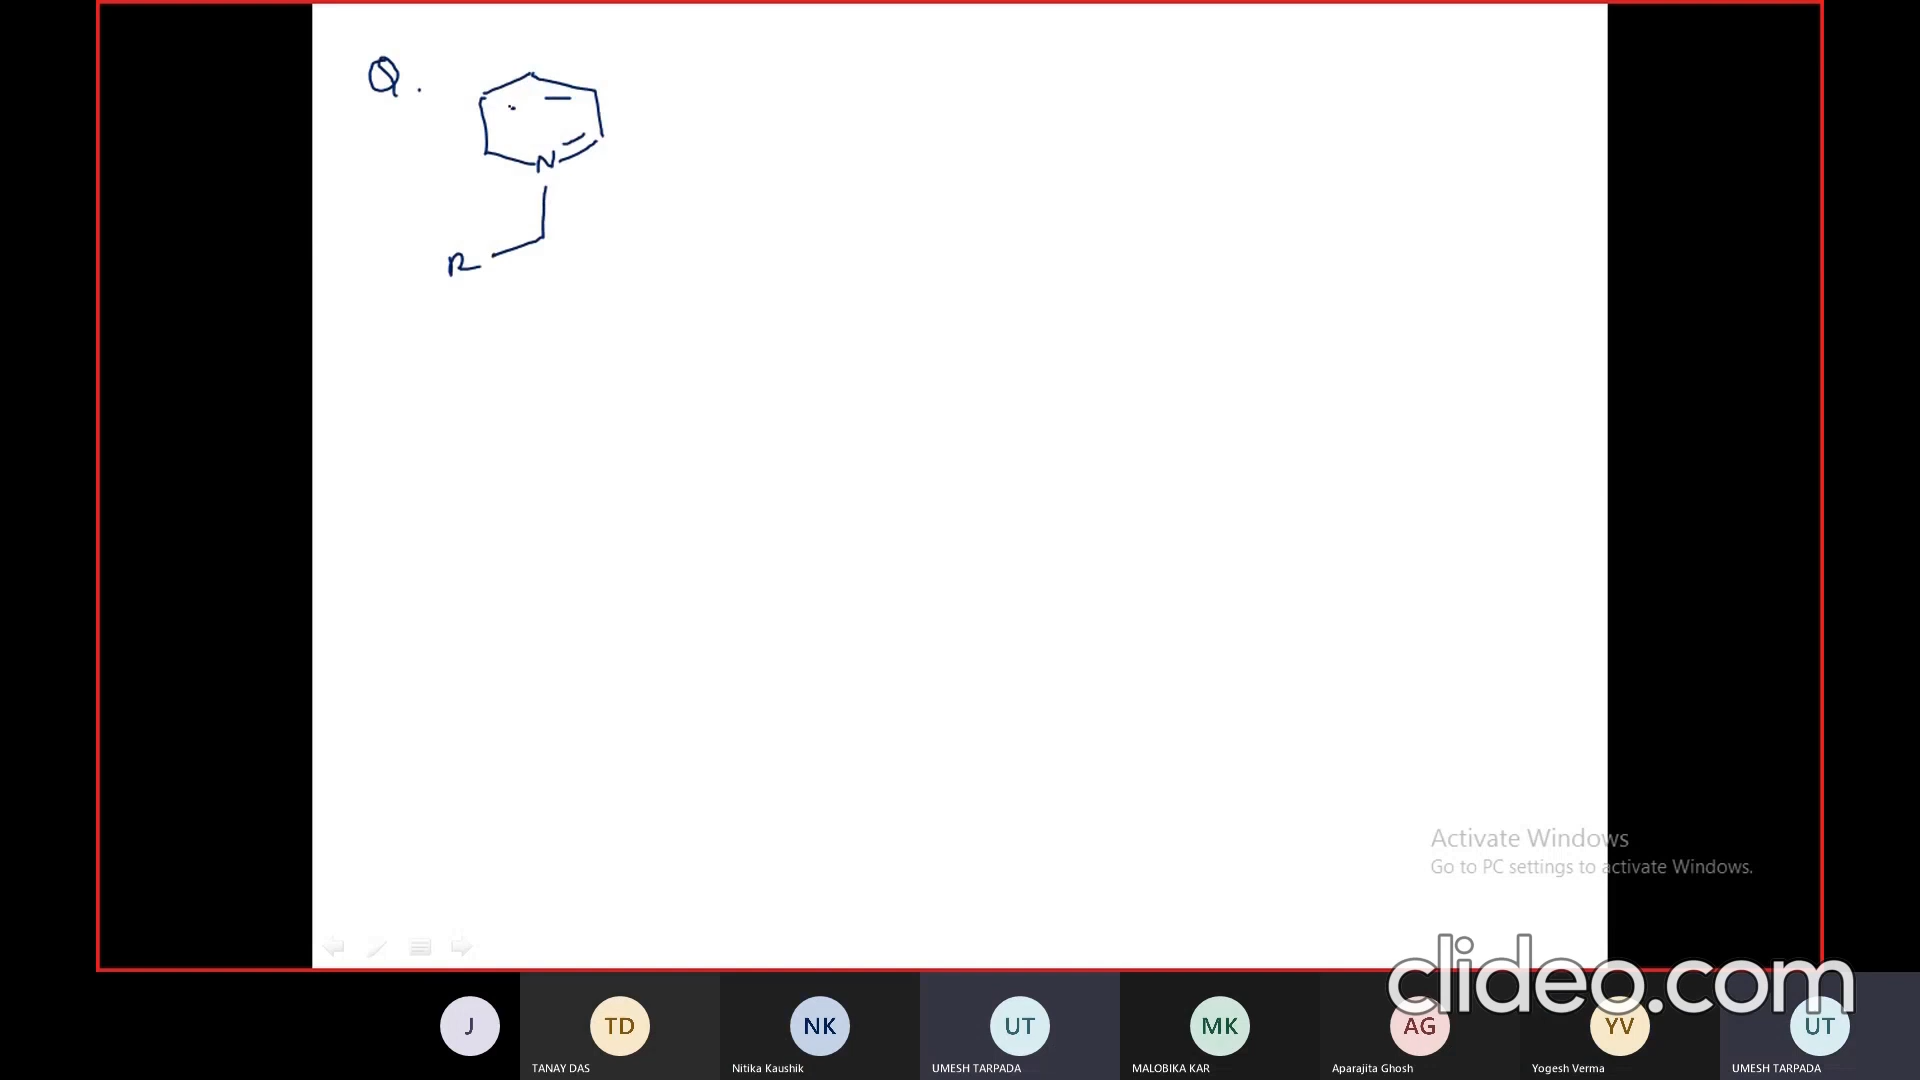 Q.
N
R
Activate Windows
Go to PC settings to activate Windows.
clideo.com
J
TD
NK
UT
MK
AG
YV
UT
TANAY DAS
Nitika Kaushik
UMESH TARPADA
MALOBIKA KAR
Aparajita Ghosh
Yogesh Verma
UMESH TARPADA